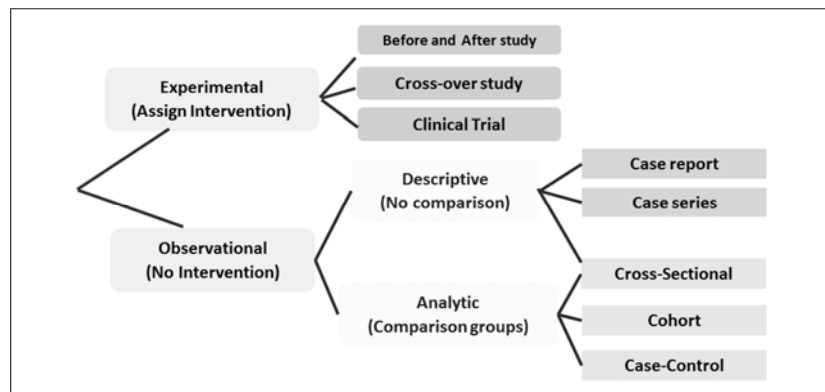 Before and After study
Experimental
(Assign Intervention)
Cross-over study
Clinical Trial
Descriptive
(No comparison)
Case report
Case series
Observational
(No Intervention)
Analytic
(Comparison groups)
Cross-Sectional
Cohort
Case-Control